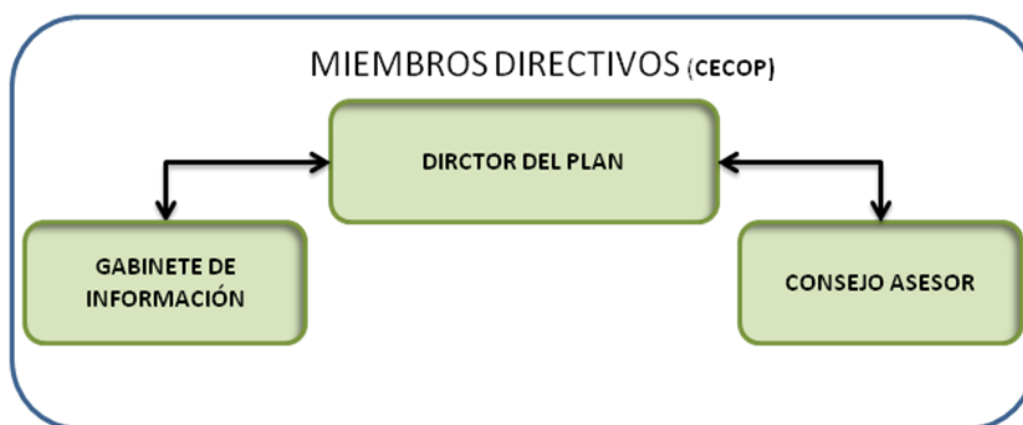 MIEMBROS DIRECTIVOS (CECOP)
DIRCTOR DEL PLAN
GABINETE DE
INFORMACIÓN
CONSEJO ASESOR